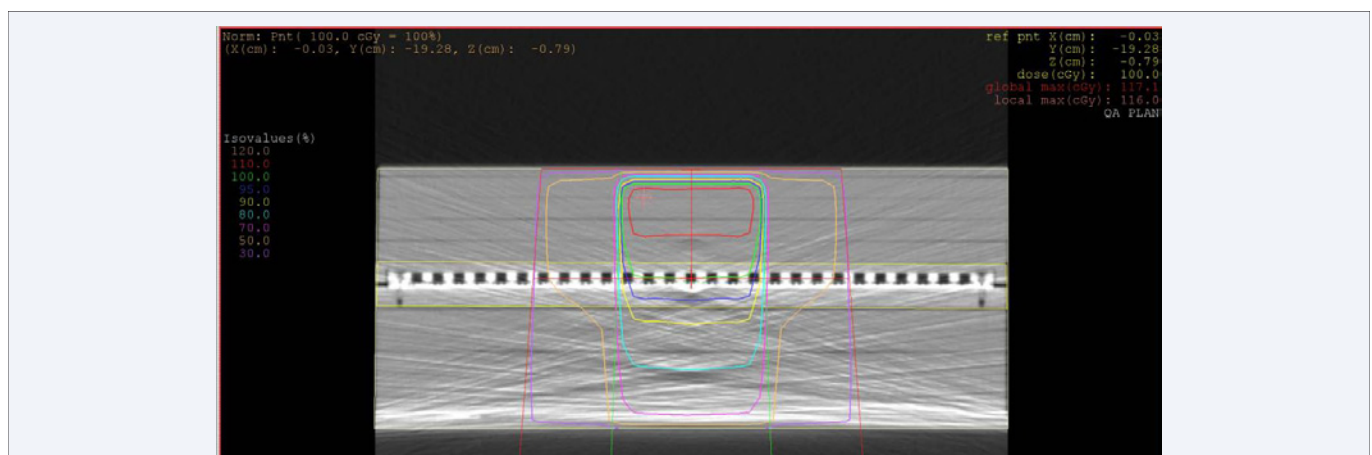 Norm: Pnt( 100.0 cGy = 100%)
(X(cm): -0.03, Y(cm): -19.28, Z(cm): -0.79)
ref pnt X(cm): -0.03
Y(cm): -19.28
Z(cm): -0.79
dose(cGy): 100.0
global max(cGy): 117.1
local max(cGy): 116.0
QA PLAN
Isovalues(%)
120.0
110.0
100.0
95.0
90.0
80.0
70.0
50.0
30.0